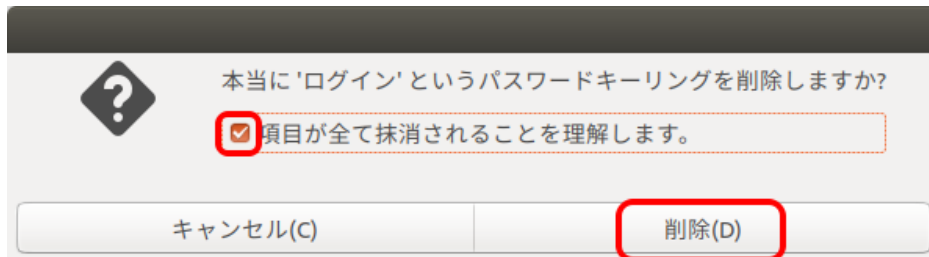 本当に'ログイン'というパスワードキーリングを削除しますか?
項目が全て抹消されることを理解します。
キャンセル(C)
削除(D)